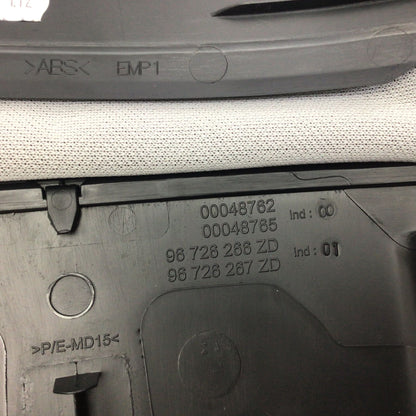 >ABS< EMP1
00048762 Ind : 00
00048765
96 726 266 ZD Ind : 01
96 726 267 ZD
>P/E-MD15<